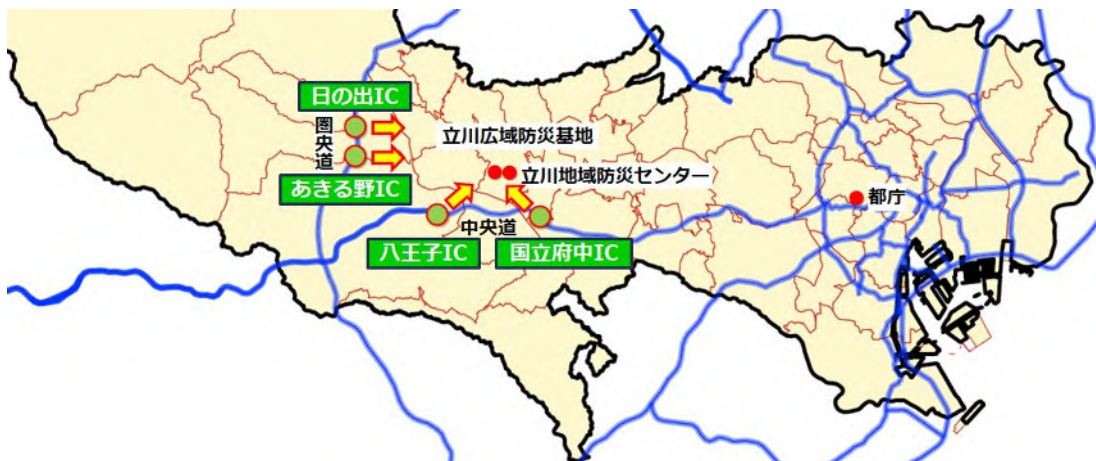 日の出IC
圏央道
立川広域防災基地
あきる野IC
立川地域防災センター
都庁
中央道
八王子IC
国立府中IC